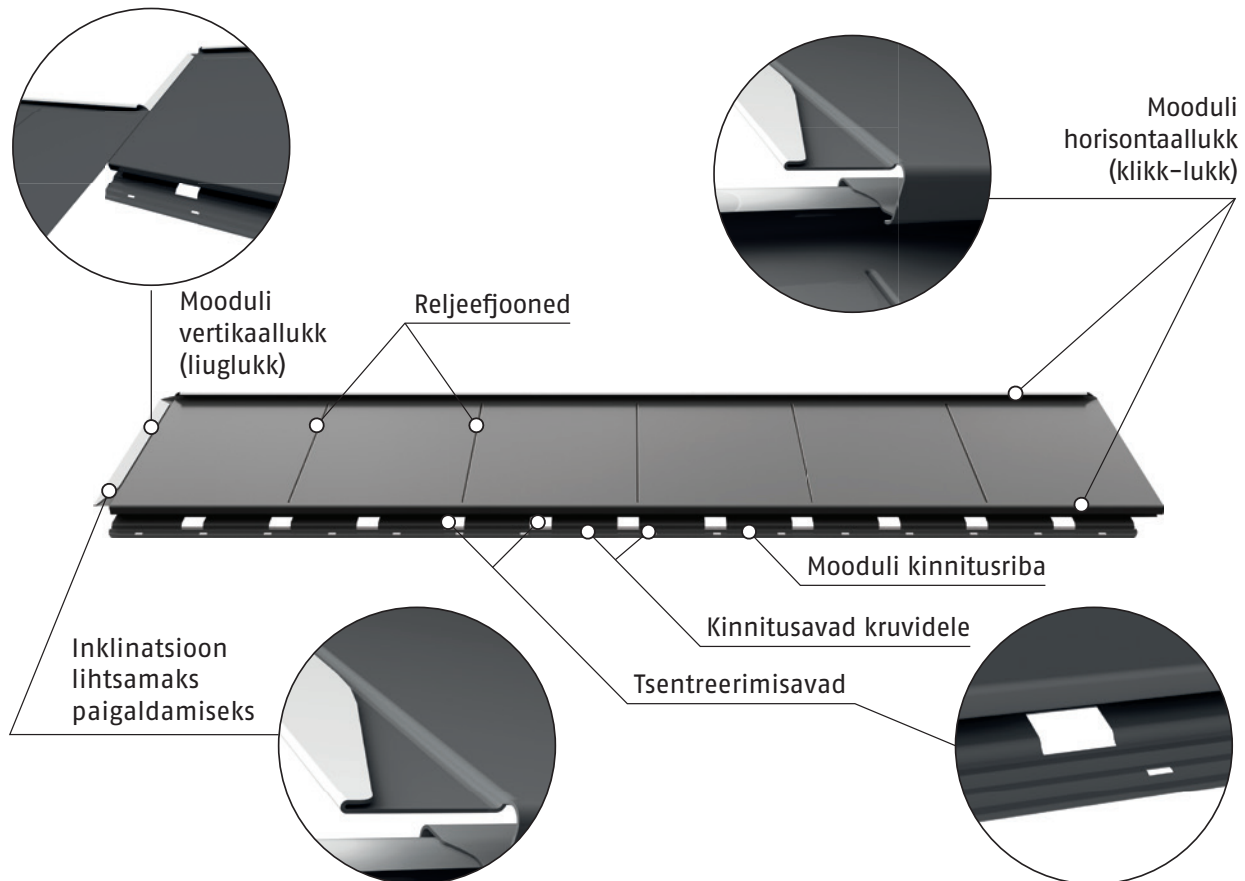 Mooduli
horisontaallukk
(klikk-lukk)
Mooduli
vertikaallukk
(liuglukk)
Reljeefjooned
Mooduli kinnitusriba
Kinnitusavad kruvidele
Tsentreerimisavad
Inklinatsioon
lihtsamaks
paigaldamiseks